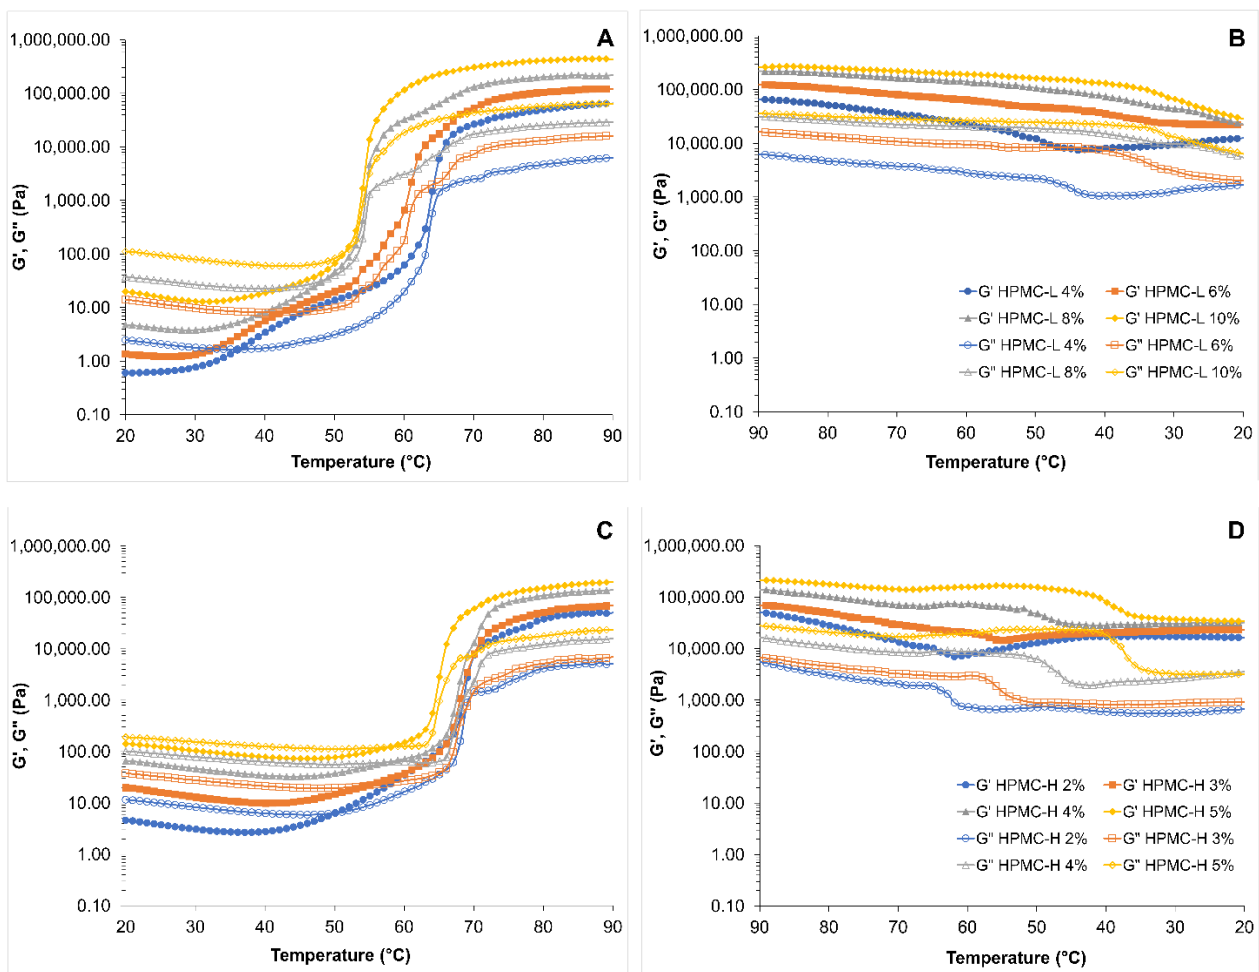 A
1,000,000.00
100,000.00
10,000.00
1,000.00
100.00
10.00
1.00
0.10
G', G'' (Pa)
20 30 40 50 60 70 80 90
Temperature (°C)
B
1,000,000.00
100,000.00
10,000.00
1,000.00
100.00
10.00
1.00
0.10
G', G'' (Pa)
G' HPMC-L 4% G' HPMC-L 6%
G' HPMC-L 8% G' HPMC-L 10%
G'' HPMC-L 4% G'' HPMC-L 6%
G'' HPMC-L 8% G'' HPMC-L 10%
90 80 70 60 50 40 30 20
Temperature (°C)
C
1,000,000.00
100,000.00
10,000.00
1,000.00
100.00
10.00
1.00
0.10
G', G'' (Pa)
20 30 40 50 60 70 80 90
Temperature (°C)
D
1,000,000.00
100,000.00
10,000.00
1,000.00
100.00
10.00
1.00
0.10
G', G'' (Pa)
G' HPMC-H 2% G' HPMC-H 3%
G' HPMC-H 4% G' HPMC-H 5%
G'' HPMC-H 2% G'' HPMC-H 3%
G'' HPMC-H 4% G'' HPMC-H 5%
90 80 70 60 50 40 30 20
Temperature (°C)